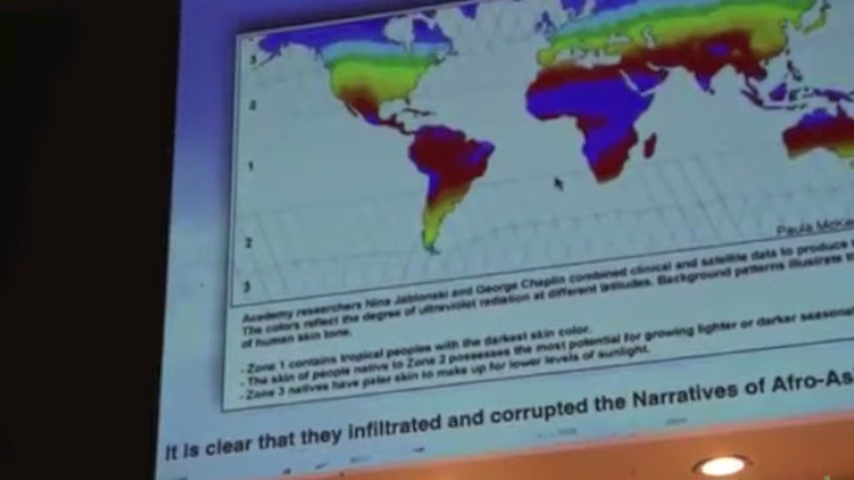 3
2
1
2
3
Paula
Academy researchers Nina Jablonski and George Chaplin combined clinical and satellite data to produce
The colors reflect the degree of ultraviolet radiation at different latitudes. Background patterns illustrate
of human skin tone.
- Zone 1 contains tropical peoples with the darkest skin color.
- The skin of people native to Zone 2 possesses the most potential for growing lighter or darker seasonal
- Zone 3 natives have paler skin to make up for lower levels of sunlight.
It is clear that they infiltrated and corrupted the Narratives of Afro-As